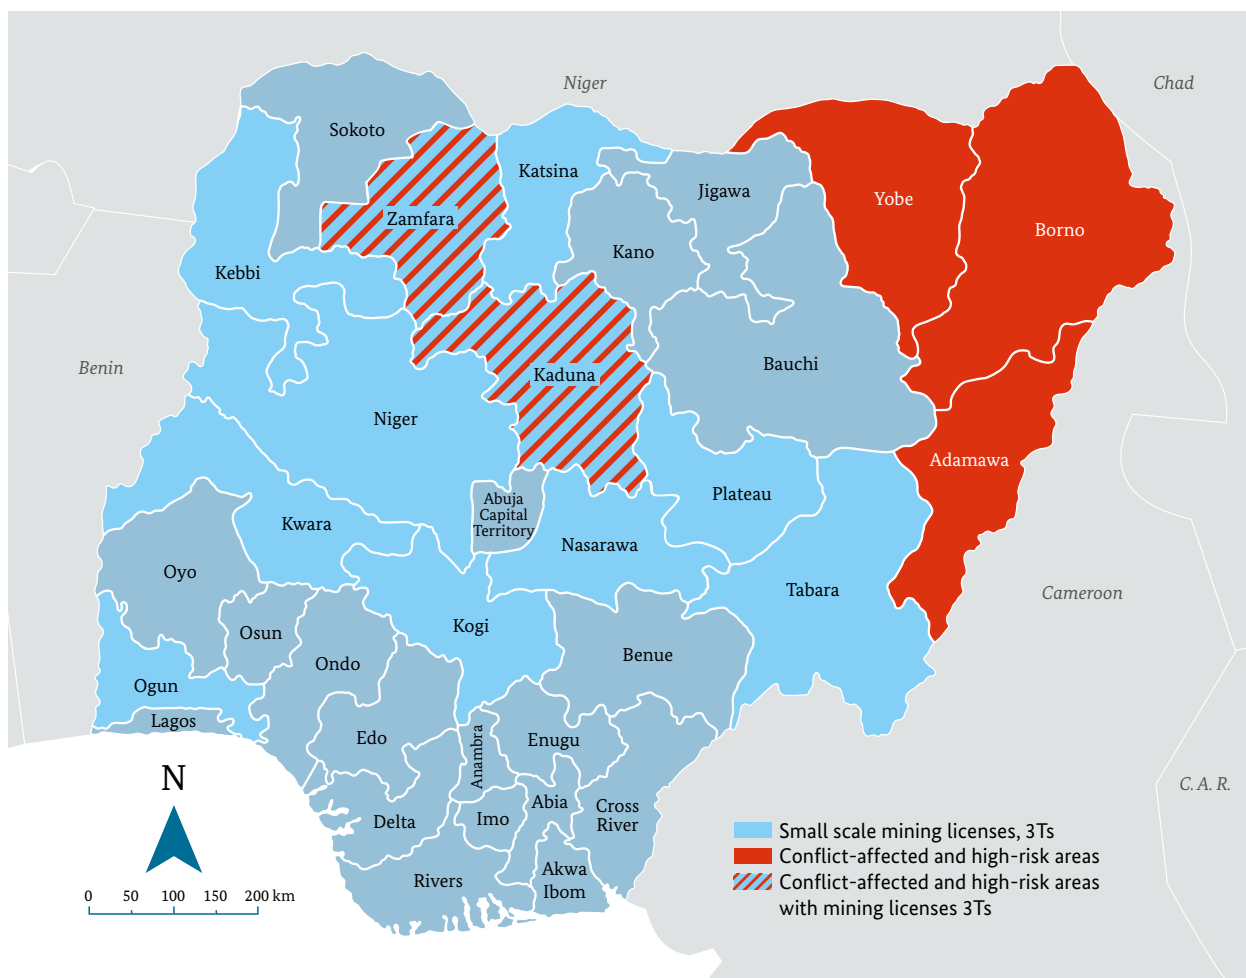 Niger
Chad
Sokoto
Katsina
Jigawa
Yobe
Zamfara
Borno
Kano
Kebbi
Benin
Bauchi
Kaduna
Niger
Adamawa
Plateau
Abuja
Capital
Territory
Kwara
Nasarawa
Oyo
Tabara
Cameroon
Osun
Kogi
Ondo
Benue
Ogun
Lagos
Edo
Anambra
Enugu
N
C. A. R.
Abia
Cross
River
Imo
Delta
Small scale mining licenses, 3Ts
Conflict-affected and high-risk areas
Conflict-affected and high-risk areas
with mining licenses 3Ts
Rivers
Akwa
Ibom
0 50 100 150 200 km